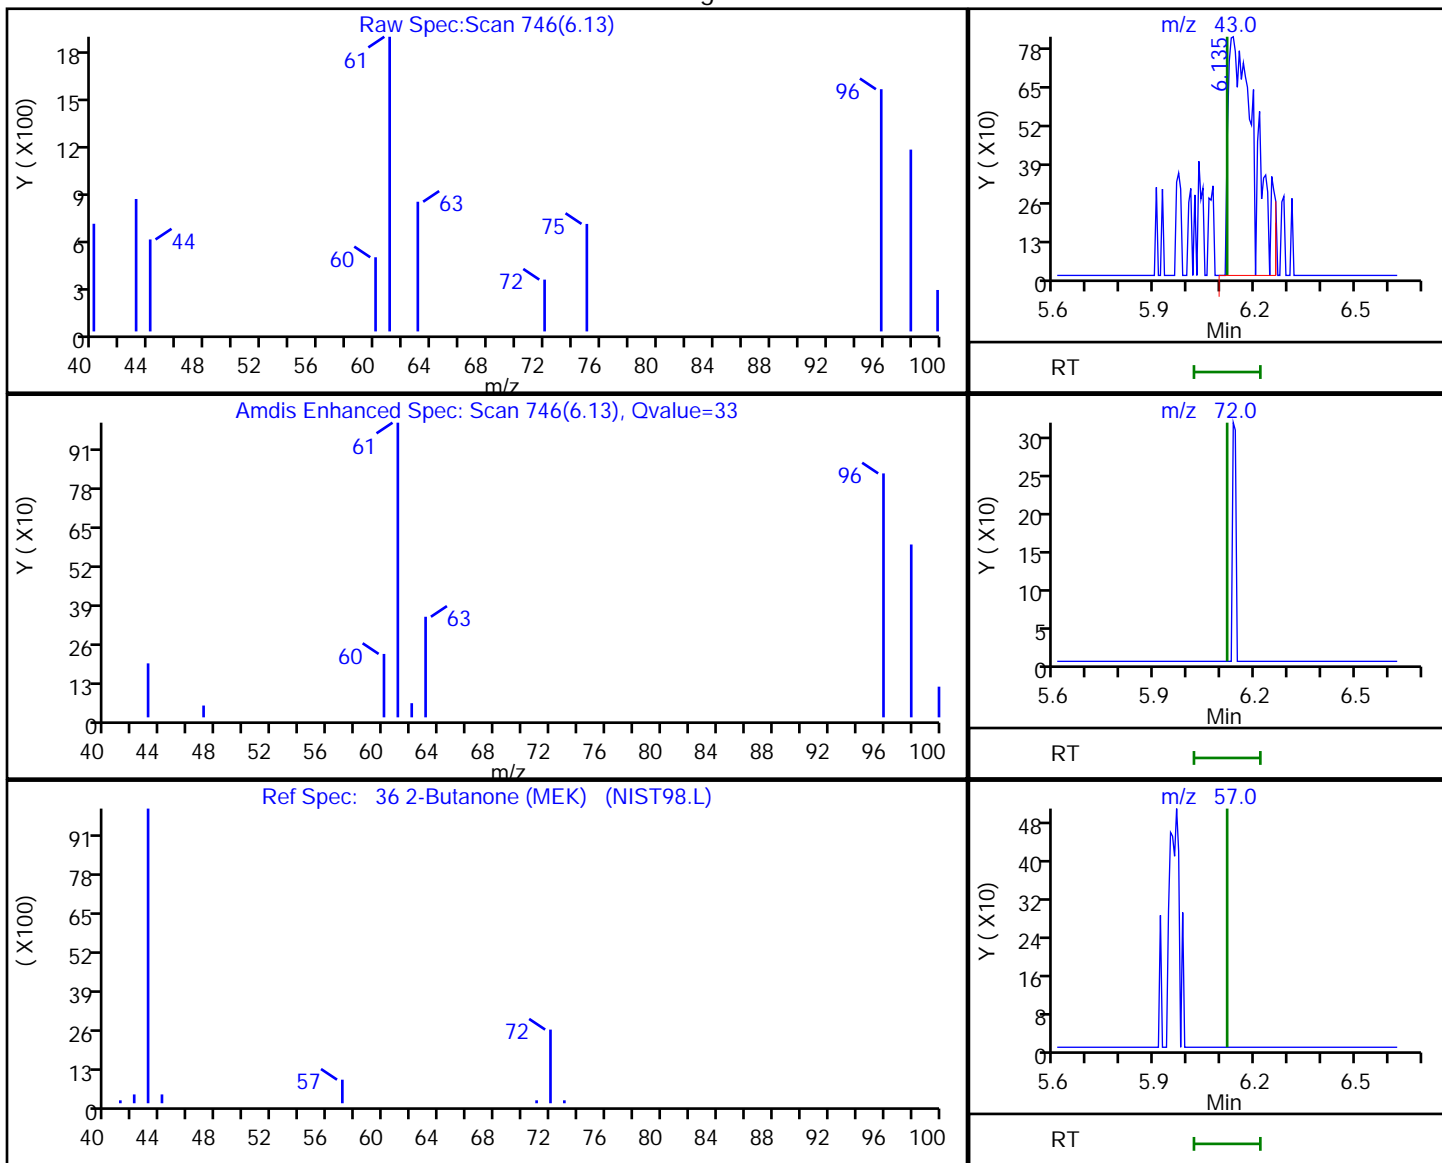 Raw Spec:Scan 746(6.13)
Y ( X100)
18
15
12
9
6
3
0
61
96
63
75
44
60
72
40 44 48 52 56 60 64 68 72 76 80 84 88 92 96 100
m/z
m/z 43.0
Y ( X10)
78
65
52
39
26
13
0
6.135
5.6 5.9 6.2 6.5
Min
RT
Amdis Enhanced Spec: Scan 746(6.13), Qvalue=33
Y ( X10)
91
78
65
52
39
26
13
0
61
96
63
60
40 44 48 52 56 60 64 68 72 76 80 84 88 92 96 100
m/z
m/z 72.0
Y ( X10)
30
25
20
15
10
5
0
5.6 5.9 6.2 6.5
Min
RT
Ref Spec: 36 2-Butanone (MEK) (NIST98.L)
( X100)
91
78
65
52
39
26
13
0
72
57
40 44 48 52 56 60 64 68 72 76 80 84 88 92 96 100
m/z 57.0
Y ( X10)
48
40
32
24
16
8
0
5.6 5.9 6.2 6.5
Min
RT